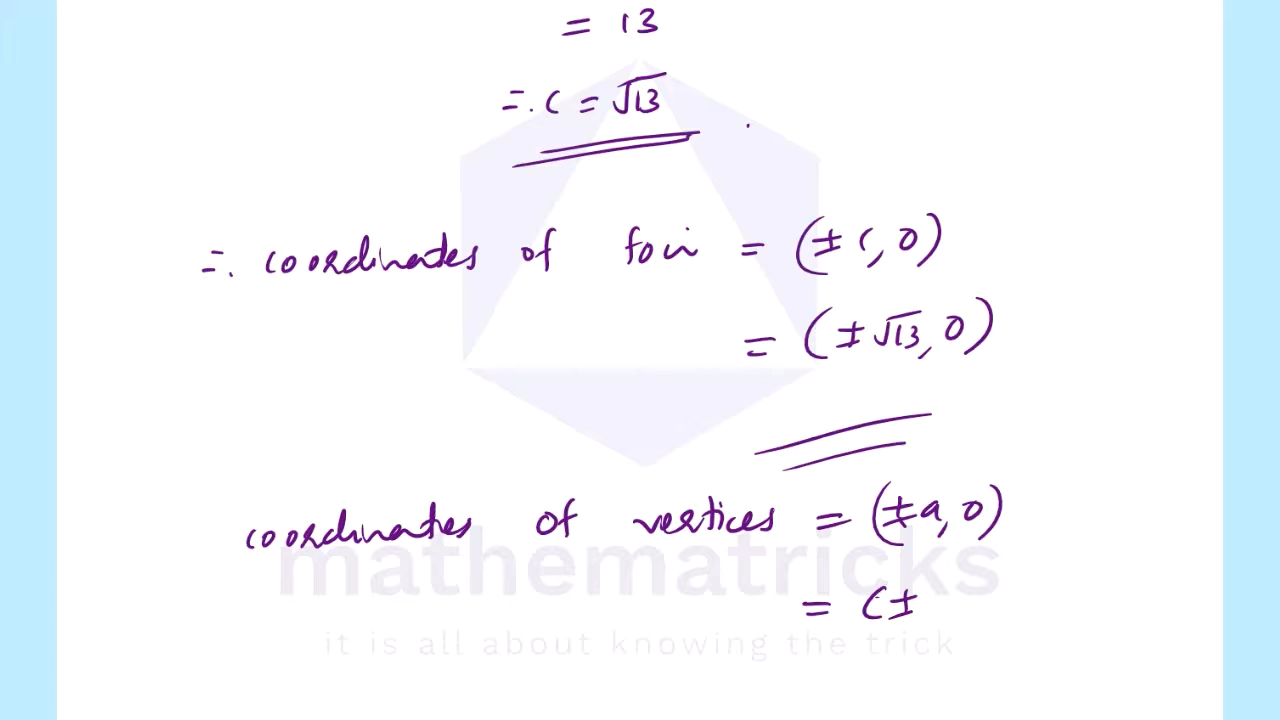 = 13
∴ c = √13
∴ coordinates of foci = (± c, 0)
= (± √13, 0)
coordinates of vertices = (±a, 0)
= (±
mathematricks
it is all about knowing the trick